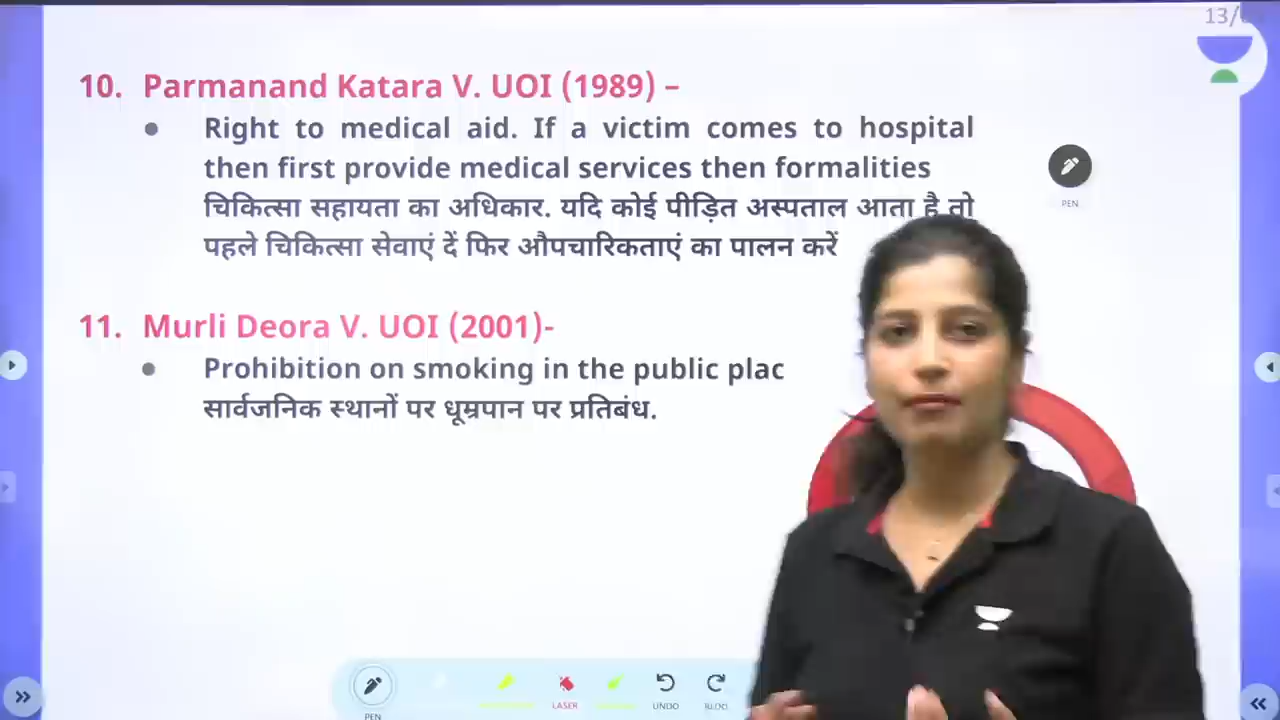 13/
10. Parmanand Katara V. UOI (1989) –
● Right to medical aid. If a victim comes to hospital
then first provide medical services then formalities
चिकित्सा सहायता का अधिकार. यदि कोई पीड़ित अस्पताल आता है तो
पहले चिकित्सा सेवाएं दें फिर औपचारिकताएं का पालन करें
PEN
11. Murli Deora V. UOI (2001)-
● Prohibition on smoking in the public plac
सार्वजनिक स्थानों पर धूम्रपान पर प्रतिबंध.
PEN
LASER
UNDO
REDO